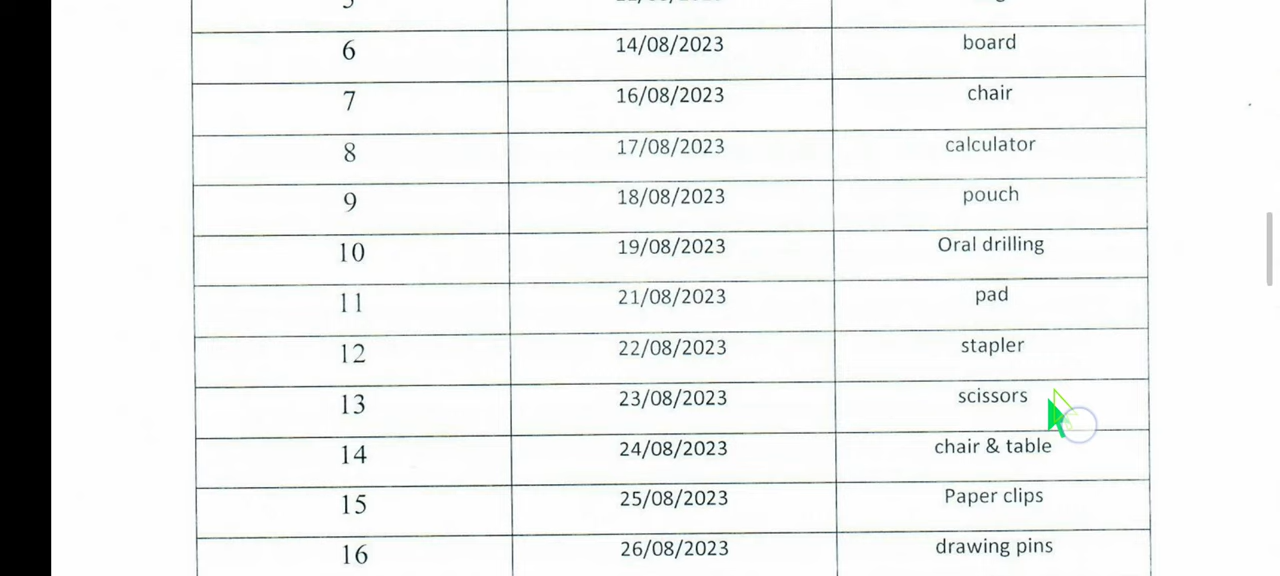 6 14/08/2023 board
7 16/08/2023 chair
8 17/08/2023 calculator
9 18/08/2023 pouch
10 19/08/2023 Oral drilling
11 21/08/2023 pad
12 22/08/2023 stapler
13 23/08/2023 scissors
14 24/08/2023 chair & table
15 25/08/2023 Paper clips
16 26/08/2023 drawing pins